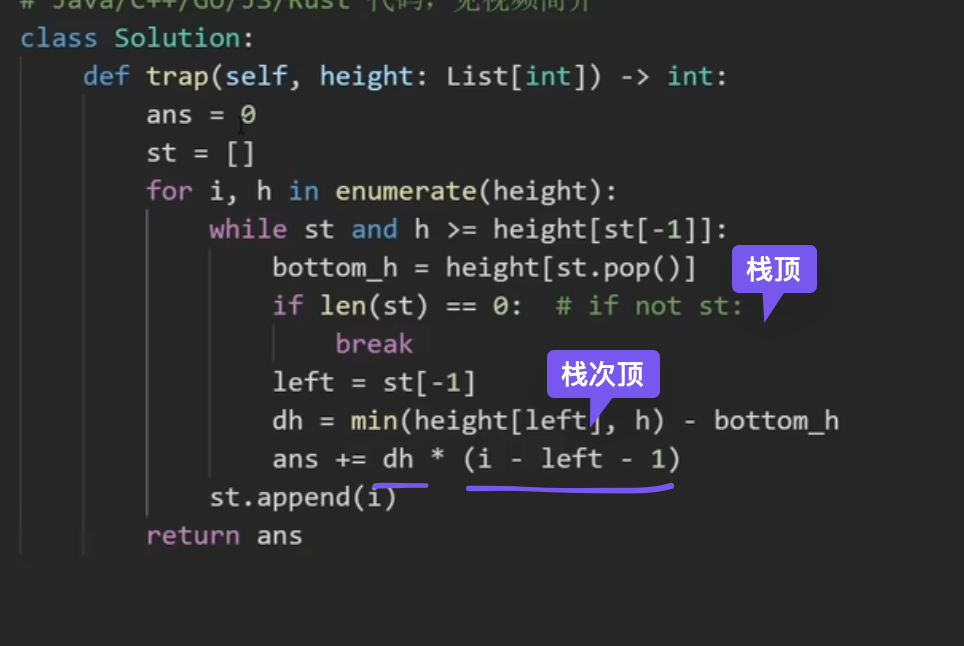 # Java/C++/Go/JS/Rust 代码，见视频简介
class Solution:
def trap(self, height: List[int]) -> int:
ans = 0
st = []
for i, h in enumerate(height):
while st and h >= height[st[-1]]:
bottom_h = height[st.pop()]
栈顶
if len(st) == 0:  # if not st:
break
栈次顶
left = st[-1]
dh = min(height[left], h) - bottom_h
ans += dh * (i - left - 1)
st.append(i)
return ans